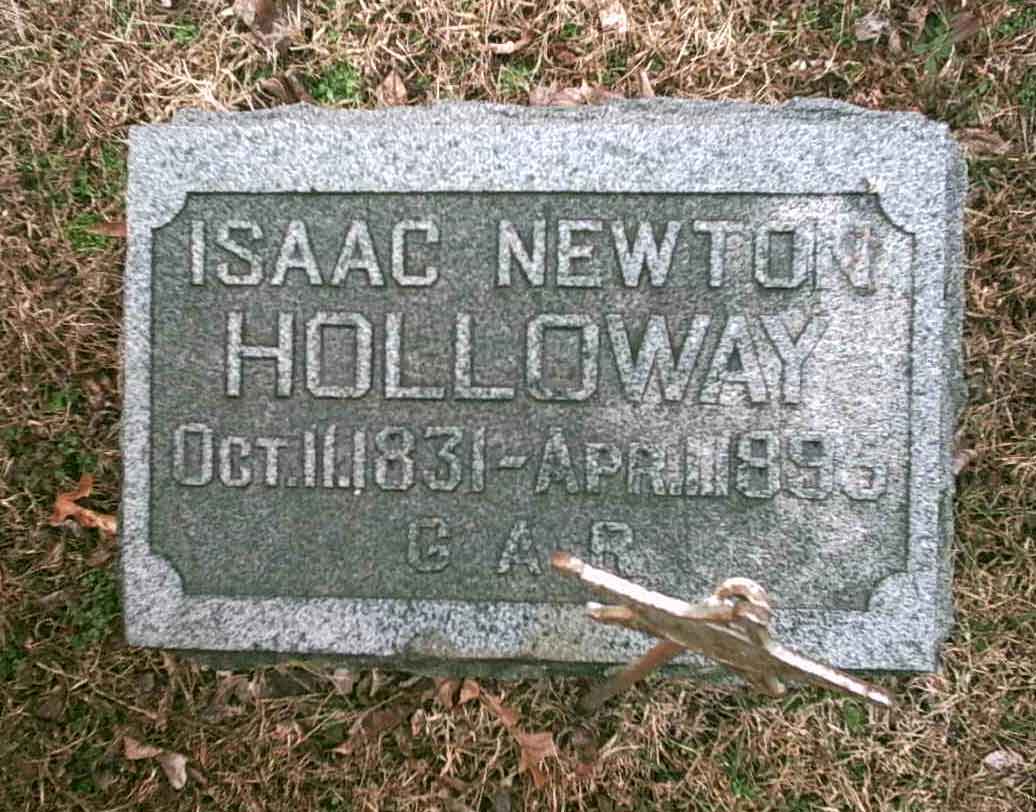 ISAAC NEWTON
HOLLOWAY
OCT. 11, 1831 - APR. 11, 1895
G A R